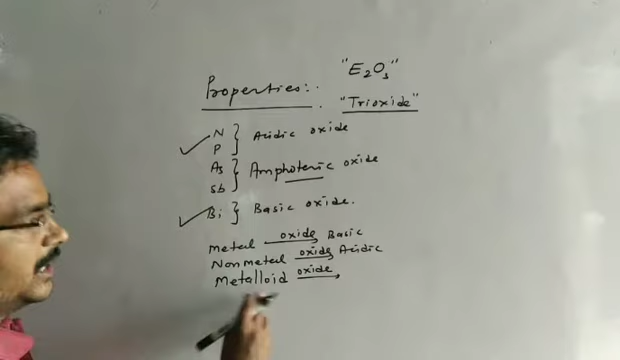 "E₂O₃"
Properties:.
"Trioxide"
N
P } Acidic oxide
As
Sb } Amphoteric oxide
Bi } Basic oxide.
Metal oxide→ Basic
Nonmetal oxide→ Acidic
Metalloid oxide→